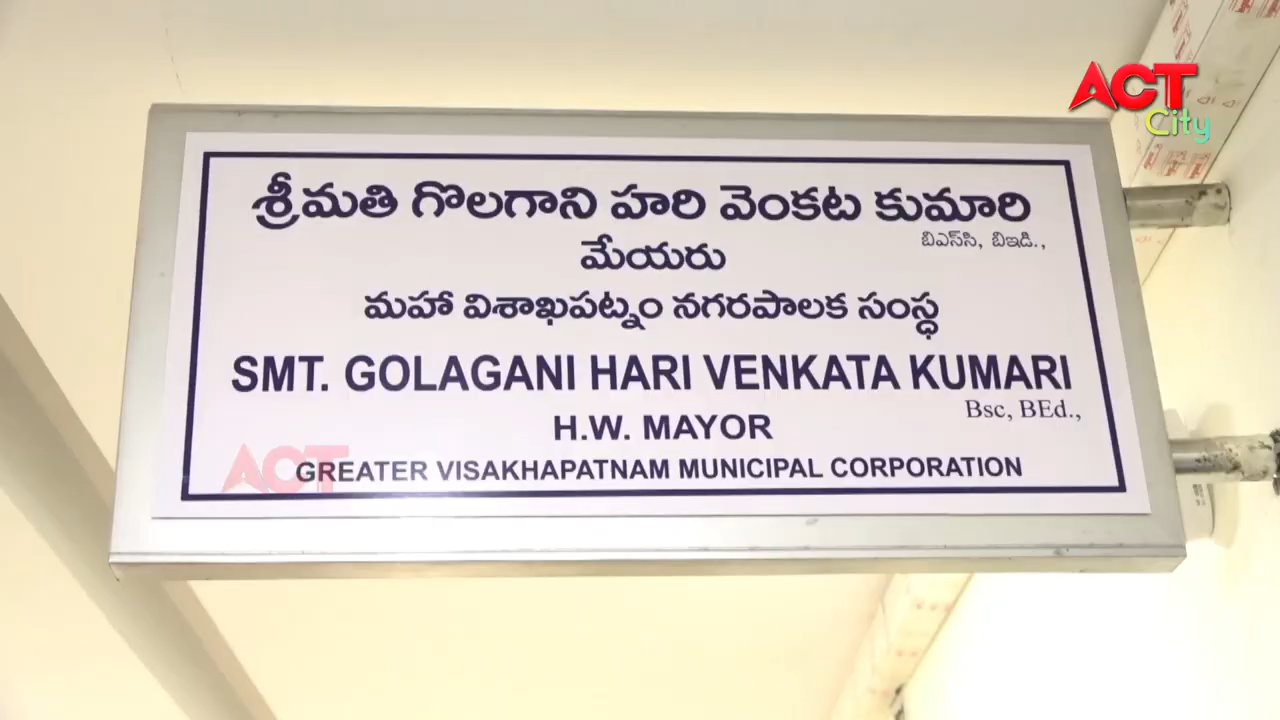 ACT
City
శ్రీమతి గొలగాని హరి వెంకట కుమారి
బిఎస్‌సి, బిఇడి.,
మేయరు
మహా విశాఖపట్నం నగరపాలక సంస్థ
SMT. GOLAGANI HARI VENKATA KUMARI
Bsc, BEd.,
H.W. MAYOR
ACT
GREATER VISAKHAPATNAM MUNICIPAL CORPORATION